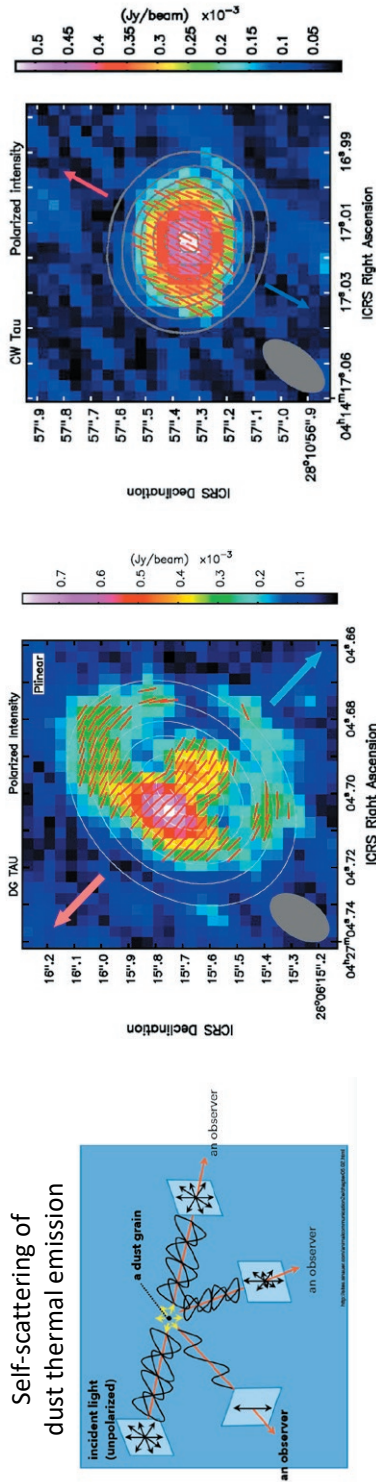 Self-scattering of
dust thermal emission
incident light
(unpolarized)
a dust grain
an observer
an observer
an observer
DG TAU
Polarized Intensity
Plinear
(Jy/beam) ×10⁻³
0.7
0.6
0.5
0.4
0.3
0.2
0.1
ICRS Declination
16".2
16".1
16".0
15".9
15".8
15".7
15".6
15".5
15".4
15".3
26°06'15".2
04ʰ27ᵐ04ˢ.74
04ˢ.72
04ˢ.70
04ˢ.68
04ˢ.66
ICRS Right Ascension
CW Tau
Polarized Intensity
(Jy/beam) ×10⁻³
0.5
0.45
0.4
0.35
0.3
0.25
0.2
0.15
0.1
0.05
ICRS Declination
57".9
57".8
57".7
57".6
57".5
57".4
57".3
57".2
57".1
57".0
28°10'56".9
04ʰ14ᵐ17ˢ.06
17ˢ.03
17ˢ.01
16ˢ.99
ICRS Right Ascension